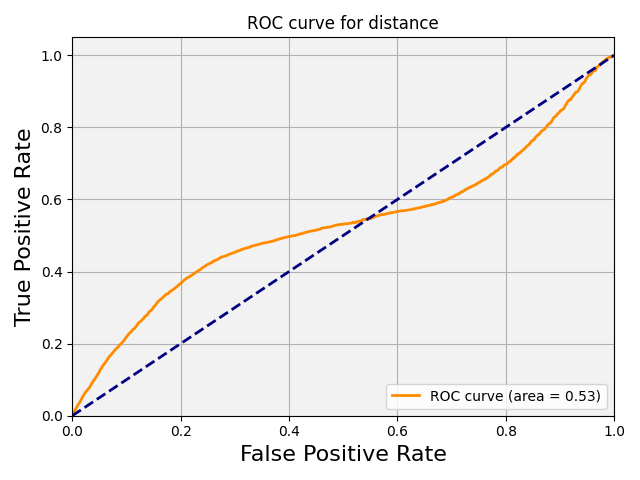 ROC curve for distance
True Positive Rate
1.0
0.8
0.6
0.4
0.2
0.0
ROC curve (area = 0.53)
0.0 0.2 0.4 0.6 0.8 1.0
False Positive Rate